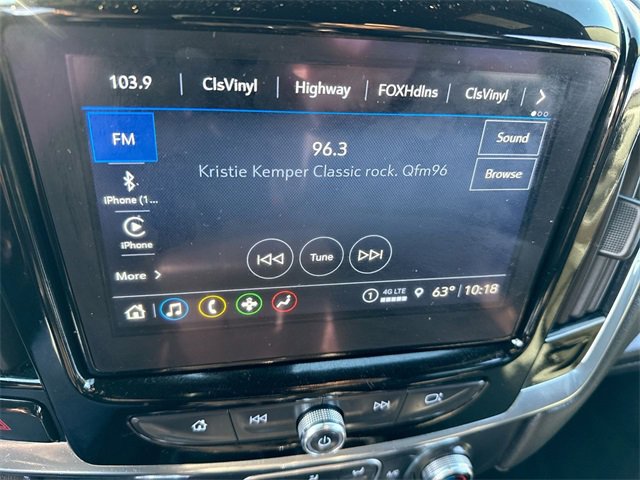 103.9 ClsVinyl Highway FOXHdlns ClsVinyl
FM
96.3
Kristie Kemper Classic rock. Qfm96
Sound
Browse
iPhone (1...
iPhone
More
Tune
1 4G LTE 63° 10:18